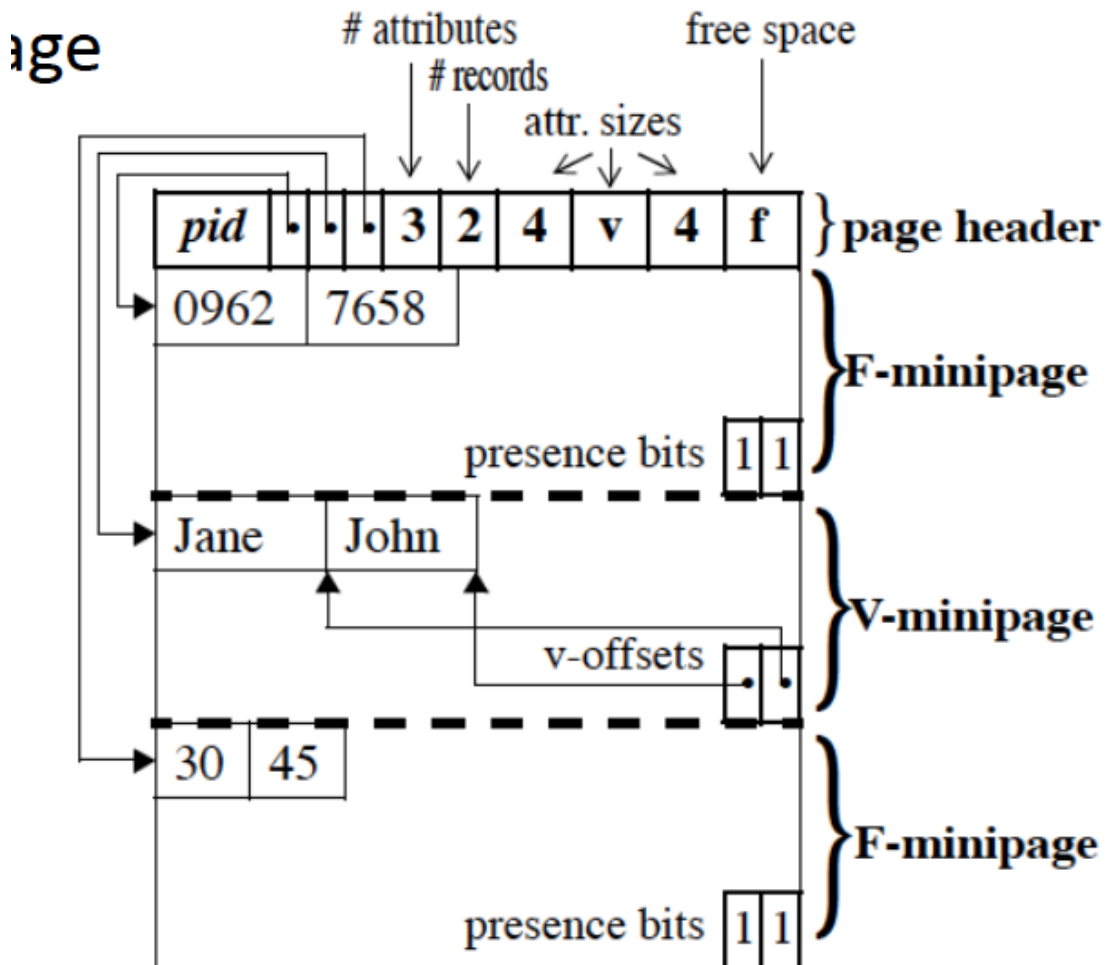 age
# attributes
# records
free space
attr. sizes
pid • • • 3 2 4 v 4 f
page header
0962 7658
F-minipage
presence bits 1 1
Jane John
V-minipage
v-offsets
30 45
F-minipage
presence bits 1 1